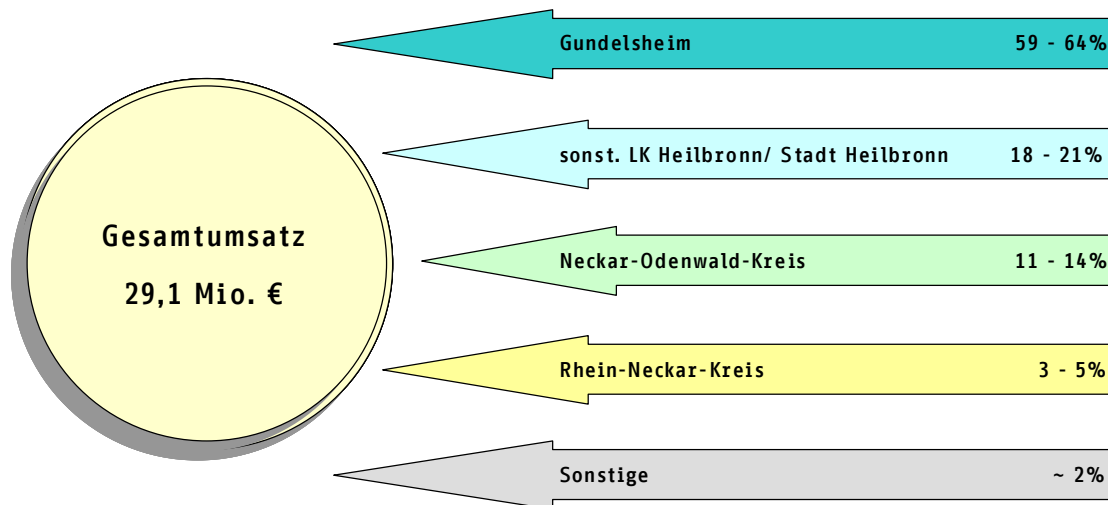 Gundelsheim 59 - 64%
sonst. LK Heilbronn/ Stadt Heilbronn 18 - 21%
Gesamtumsatz
29,1 Mio. €
Neckar-Odenwald-Kreis 11 - 14%
Rhein-Neckar-Kreis 3 - 5%
Sonstige ~ 2%